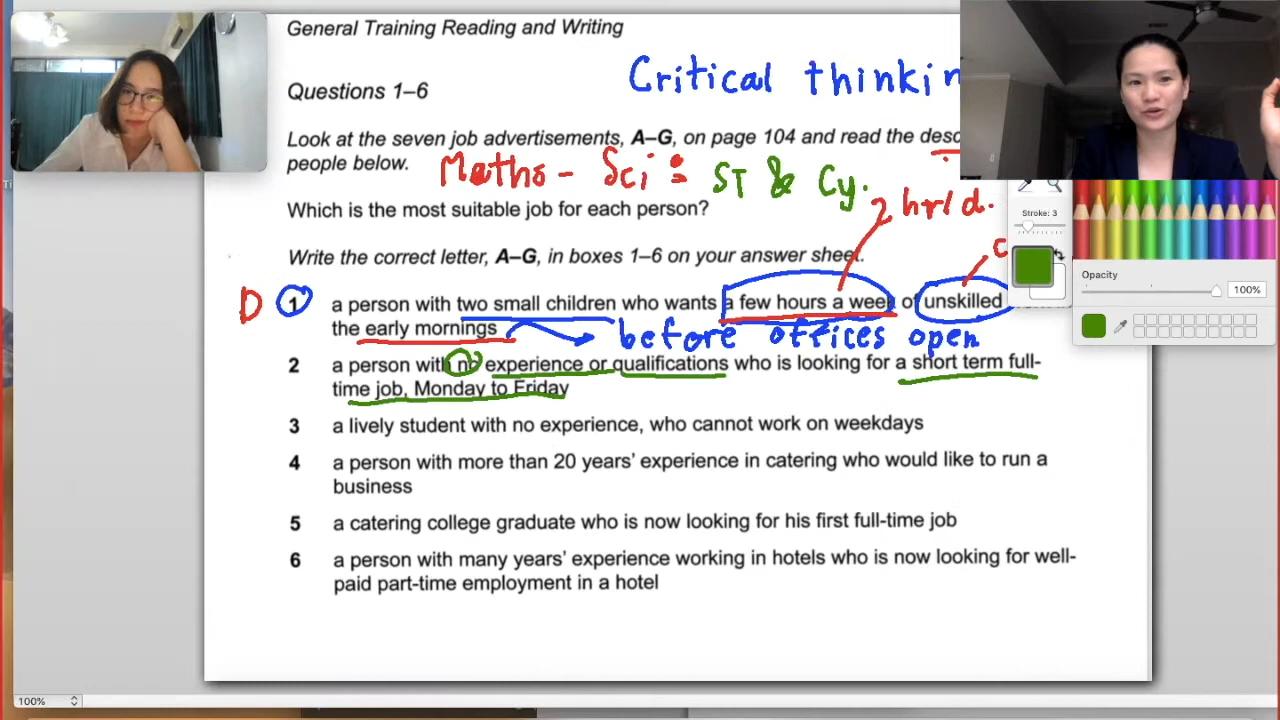 General Training Reading and Writing
Critical
Questions 1–6
Look at the seven job advertisements, A–G, on page 104 and read the
people below.
Maths - Sci : ST & Cy.
2 hr/d.
Which is the most suitable job for each person?
Write the correct letter, A–G, in boxes 1–6 on your answer sheet.
D 1 a person with two small children who wants a few hours a week of unskilled
the early mornings
before offices open
2 a person with no experience or qualifications who is looking for a short term full-
time job, Monday to Friday
3 a lively student with no experience, who cannot work on weekdays
4 a person with more than 20 years' experience in catering who would like to run a
business
5 a catering college graduate who is now looking for his first full-time job
6 a person with many years' experience working in hotels who is now looking for well-
paid part-time employment in a hotel
Stroke: 3
Opacity
100%
100%